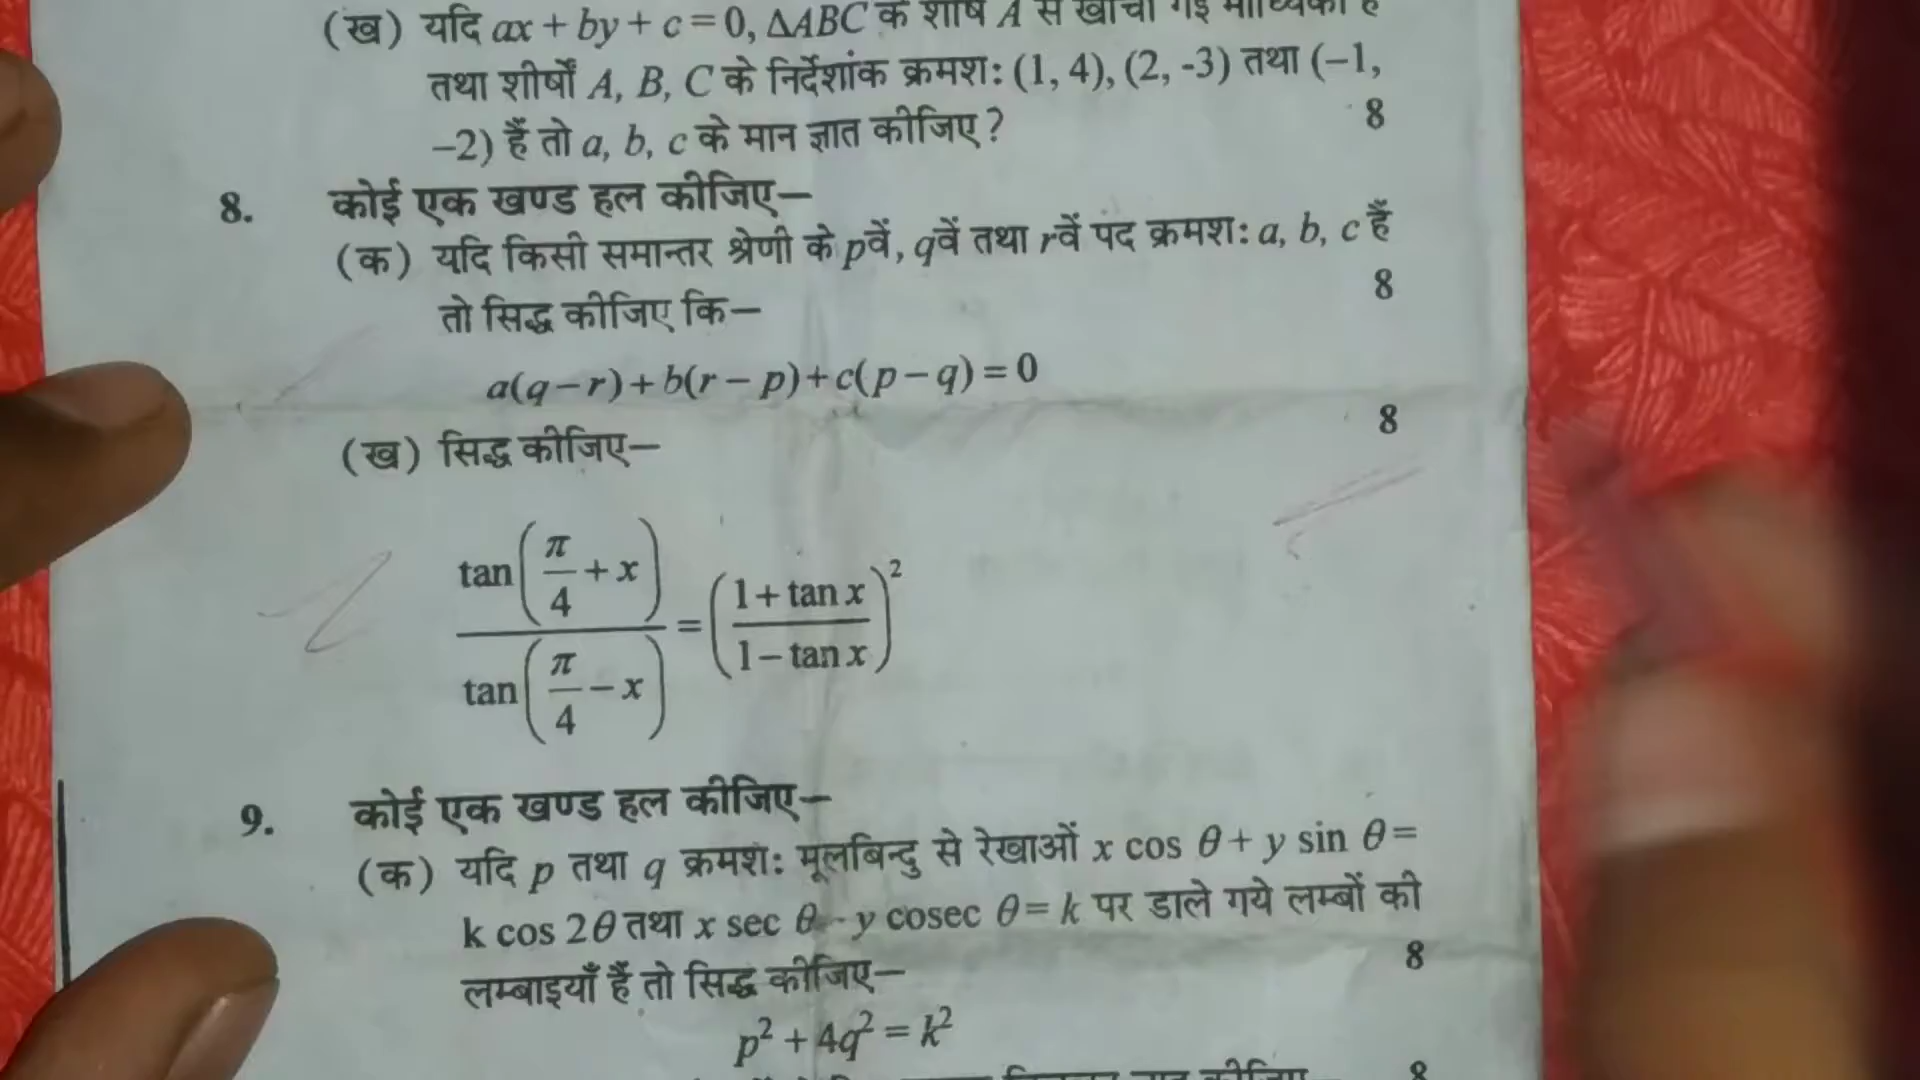 (ख) यदि ax + by + c = 0, ΔABC के शीर्ष A से खींची गई माध्यिका है
तथा शीर्षों A, B, C के निर्देशांक क्रमश: (1, 4), (2, -3) तथा (−1,
−2) हैं तो a, b, c के मान ज्ञात कीजिए ? 8
8. कोई एक खण्ड हल कीजिए—
(क) यदि किसी समान्तर श्रेणी के pवें, qवें तथा rवें पद क्रमश: a, b, c हैं
तो सिद्ध कीजिए कि— 8
a(q − r) + b(r − p) + c(p − q) = 0
(ख) सिद्ध कीजिए— 8
tan(π/4 + x) / tan(π/4 − x) = ((1 + tan x) / (1 − tan x))²
9. कोई एक खण्ड हल कीजिए—
(क) यदि p तथा q क्रमश: मूलबिन्दु से रेखाओं x cos θ + y sin θ =
k cos 2θ तथा x sec θ - y cosec θ = k पर डाले गये लम्बों की
लम्बाइयाँ हैं तो सिद्ध कीजिए— 8
p² + 4q² = k²
8